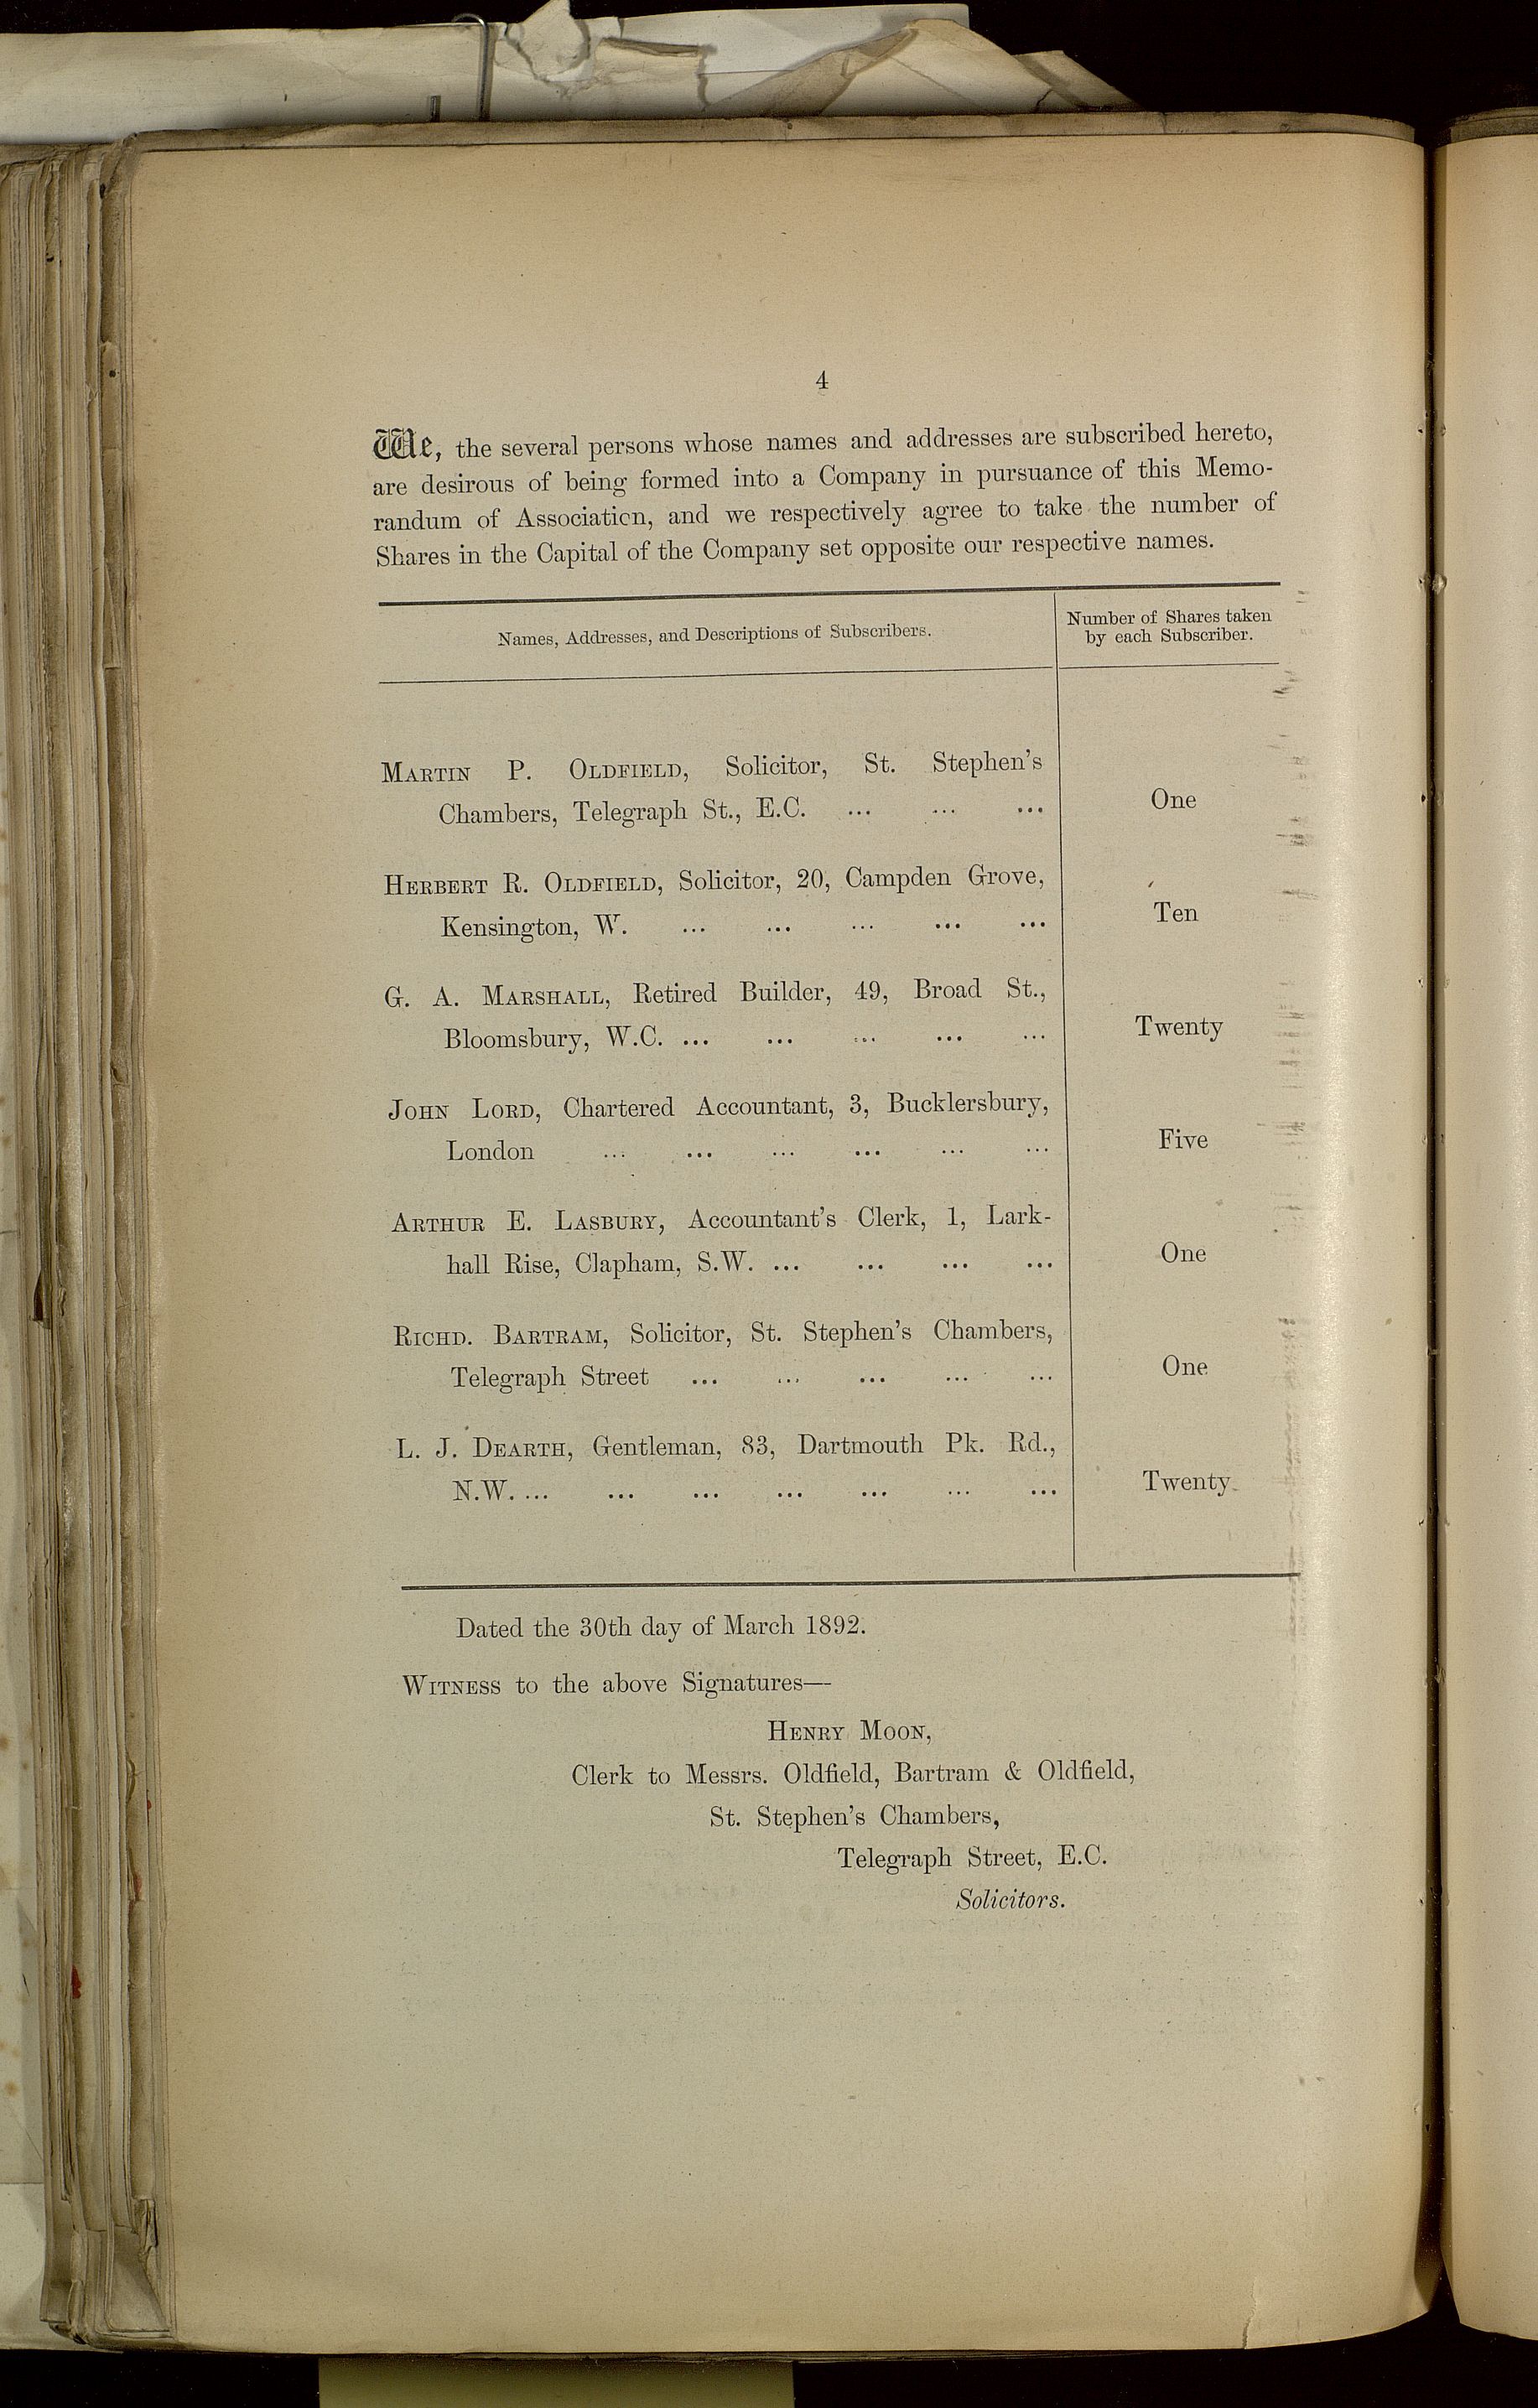 4
We, the several persons whose names and addresses are subscribed hereto,
are desirous of being formed into a Company in pursuance of this Memo-
randum of Association, and we respectively agree to take the number of
Shares in the Capital of the Company set opposite our respective names.
Names, Addresses, and Descriptions of Subscribers.
Number of Shares taken
by each Subscriber.
MARTIN P. OLDFIELD, Solicitor, St. Stephen's
Chambers, Telegraph St., E.C. ... ... ...
One
HERBERT R. OLDFIELD, Solicitor, 20, Campden Grove,
Kensington, W. ... ... ... ... ...
Ten
G. A. MARSHALL, Retired Builder, 49, Broad St.,
Bloomsbury, W.C. ... ... ... ... ...
Twenty
JOHN LORD, Chartered Accountant, 3, Bucklersbury,
London ... ... ... ... ... ...
Five
ARTHUR E. LASBURY, Accountant's Clerk, 1, Lark-
hall Rise, Clapham, S.W. ... ... ... ...
One
RICHD. BARTRAM, Solicitor, St. Stephen's Chambers,
Telegraph Street ... ... ... ... ...
One
L. J. DEARTH, Gentleman, 83, Dartmouth Pk. Rd.,
N.W. ... ... ... ... ... ... ...
Twenty
Dated the 30th day of March 1892.
WITNESS to the above Signatures—
HENRY MOON,
Clerk to Messrs. Oldfield, Bartram & Oldfield,
St. Stephen's Chambers,
Telegraph Street, E.C.
Solicitors.